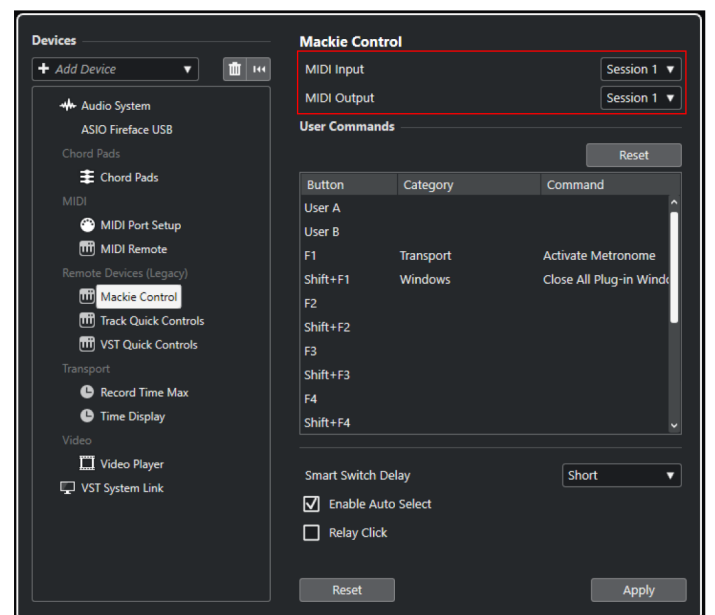 Devices
Add Device
Audio System
ASIO Fireface USB
Chord Pads
Chord Pads
MIDI
MIDI Port Setup
MIDI Remote
Remote Devices (Legacy)
Mackie Control
Track Quick Controls
VST Quick Controls
Transport
Record Time Max
Time Display
Video
Video Player
VST System Link
Mackie Control
MIDI Input Session 1
MIDI Output Session 1
User Commands
Reset
Button Category Command
User A
User B
F1 Transport Activate Metronome
Shift+F1 Windows Close All Plug-in
F2
Shift+F2
F3
Shift+F3
F4
Shift+F4
Smart Switch Delay Short
Enable Auto Select
Relay Click
Reset Apply